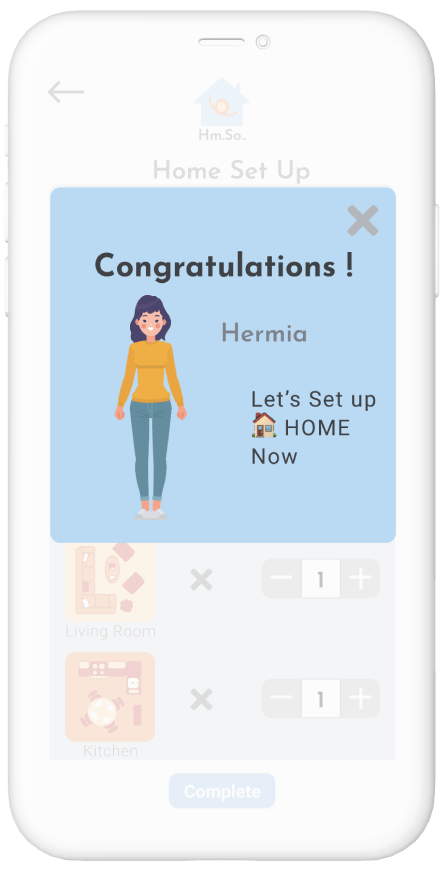 Hm.So..
Home Set Up
Congratulations !
Hermia
Let's Set up
🏠 HOME
Now
1
Living Room
1
Kitchen
Complete